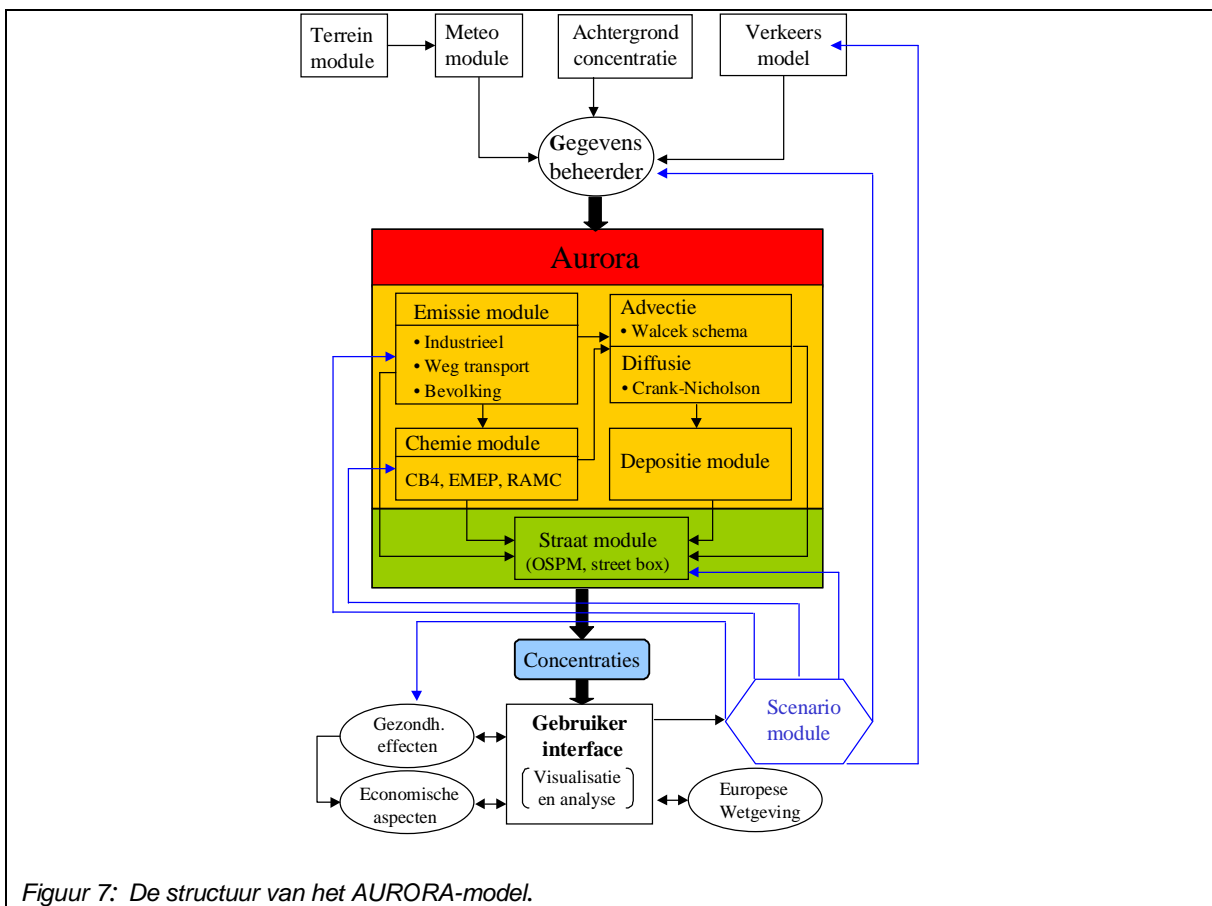 Terrein
module
Meteo
module
Achtergrond
concentratie
Verkeers
model
Gegevens
beheerder
Aurora
Emissie module
• Industrieel
• Weg transport
• Bevolking
Advectie
• Walcek schema
Diffusie
• Crank-Nicholson
Chemie module
CB4, EMEP, RAMC
Depositie module
Straat module
(OSPM, street box)
Concentraties
Gezondh.
effecten
Economische
aspecten
Gebruiker
interface
Visualisatie
en analyse
Scenario
module
Europese
Wetgeving
Figuur 7: De structuur van het AURORA-model.